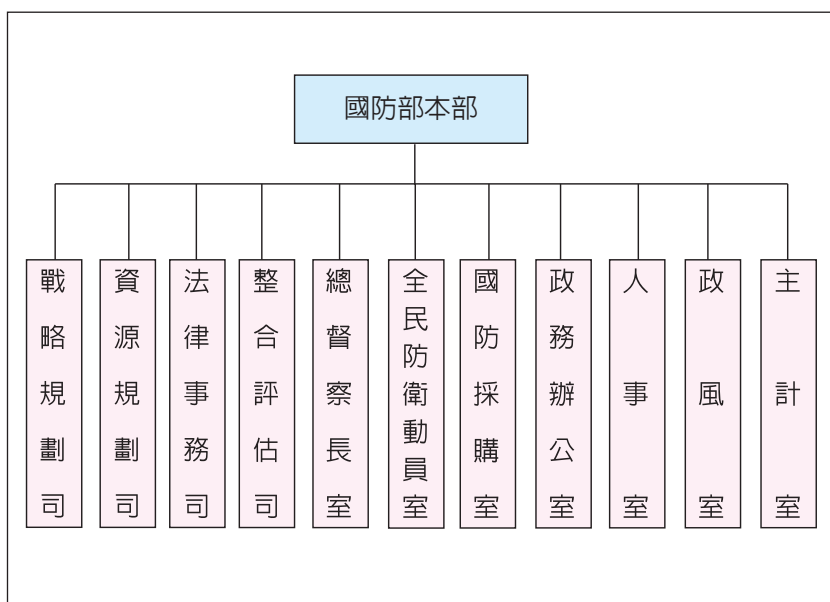 國防部本部
戰略規劃司
資源規劃司
法律事務司
整合評估司
總督察長室
全民防衛動員室
國防採購室
政務辦公室
人事室
政風室
主計室